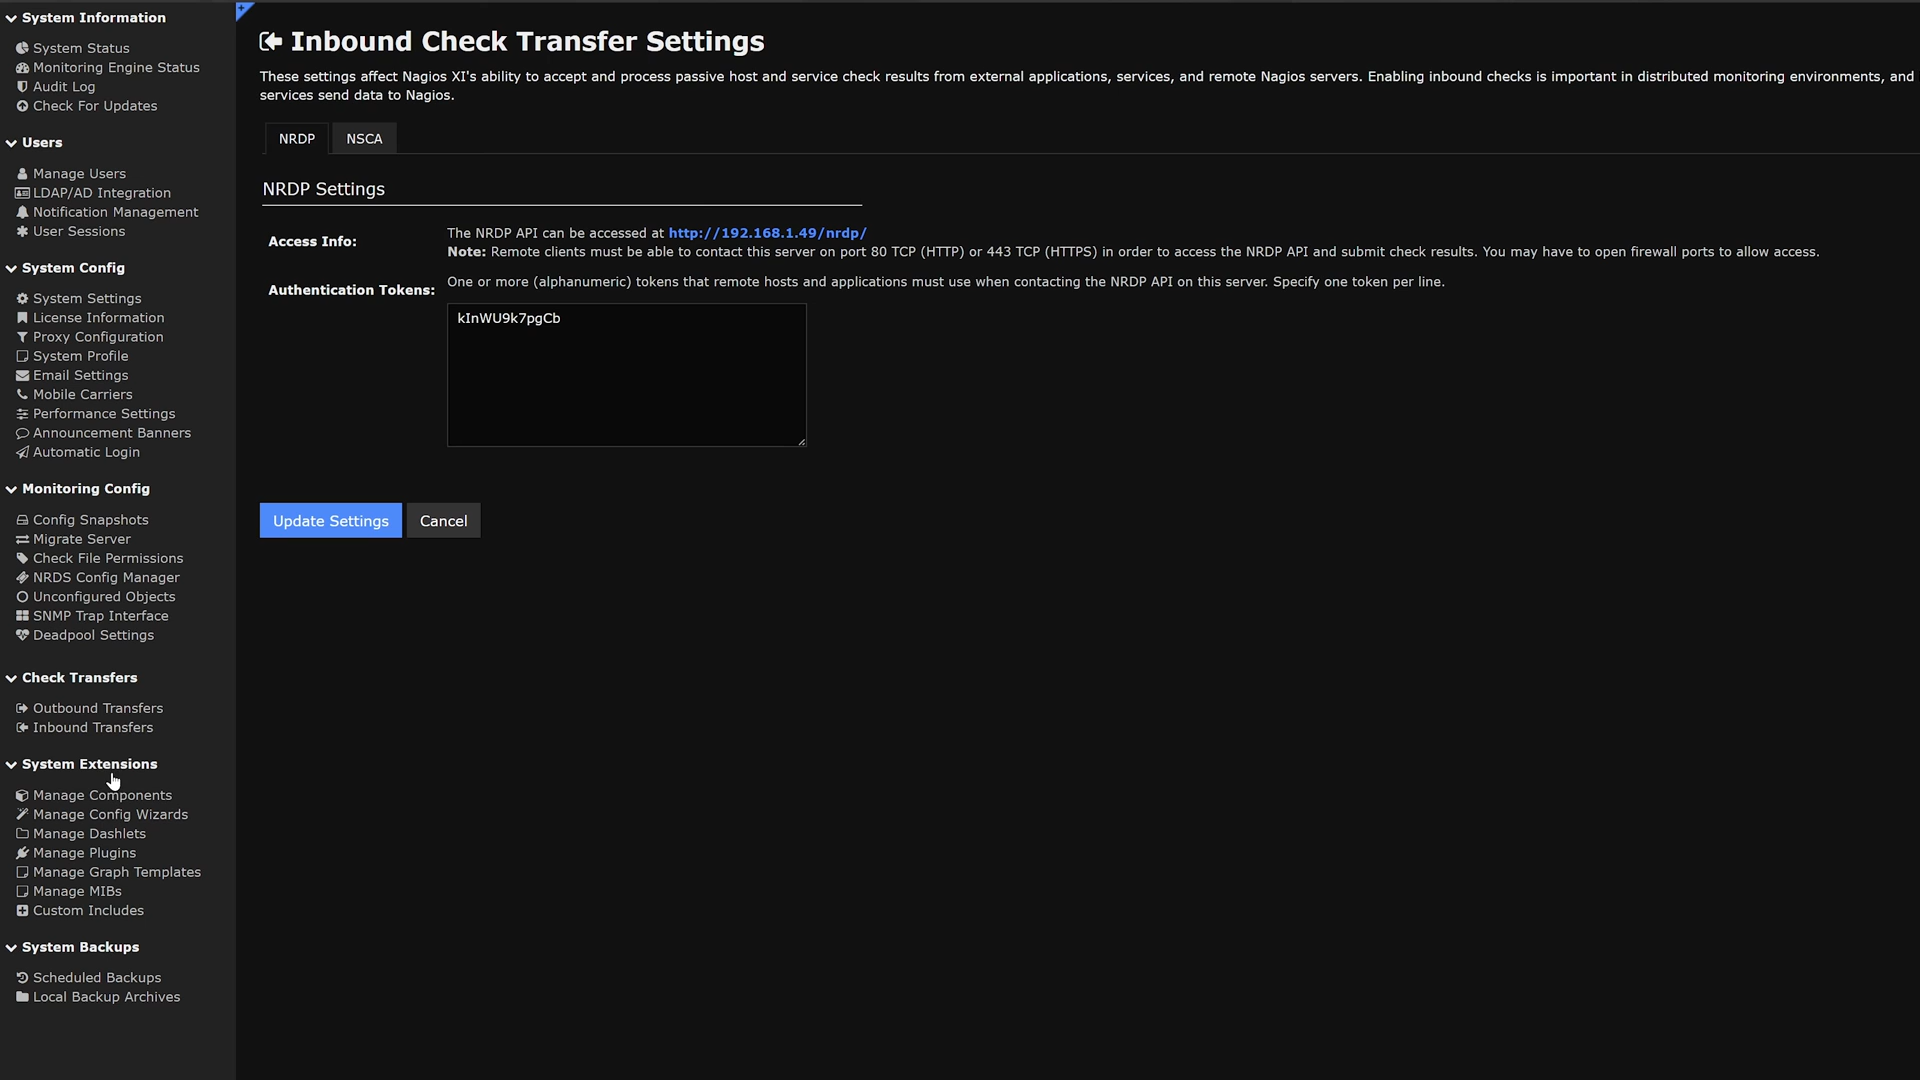 System Information
System Status
Monitoring Engine Status
Audit Log
Check For Updates
Users
Manage Users
LDAP/AD Integration
Notification Management
User Sessions
System Config
System Settings
License Information
Proxy Configuration
System Profile
Email Settings
Mobile Carriers
Performance Settings
Announcement Banners
Automatic Login
Monitoring Config
Config Snapshots
Migrate Server
Check File Permissions
NRDS Config Manager
Unconfigured Objects
SNMP Trap Interface
Deadpool Settings
Check Transfers
Outbound Transfers
Inbound Transfers
System Extensions
Manage Components
Manage Config Wizards
Manage Dashlets
Manage Plugins
Manage Graph Templates
Manage MIBs
Custom Includes
System Backups
Scheduled Backups
Local Backup Archives
Inbound Check Transfer Settings
These settings affect Nagios XI's ability to accept and process passive host and service check results from external applications, services, and remote Nagios servers. Enabling inbound checks is important in distributed monitoring environments, and
services send data to Nagios.
NRDP NSCA
NRDP Settings
Access Info:
The NRDP API can be accessed at http://192.168.1.49/nrdp/
Note: Remote clients must be able to contact this server on port 80 TCP (HTTP) or 443 TCP (HTTPS) in order to access the NRDP API and submit check results. You may have to open firewall ports to allow access.
Authentication Tokens:
One or more (alphanumeric) tokens that remote hosts and applications must use when contacting the NRDP API on this server. Specify one token per line.
kInWU9k7pgCb
Update Settings Cancel